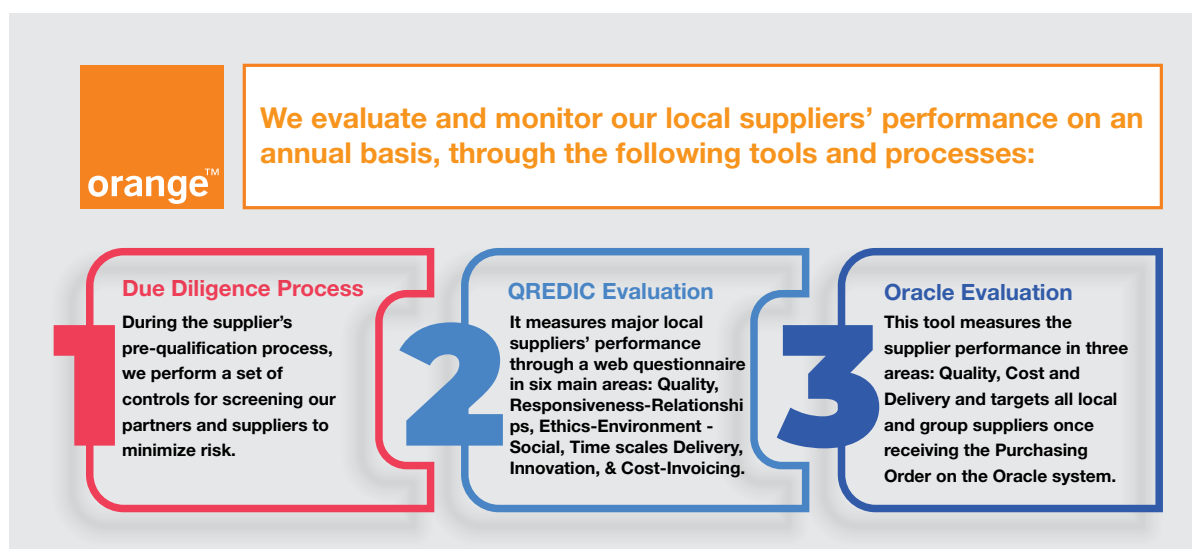 orange™
We evaluate and monitor our local suppliers’ performance on an
annual basis, through the following tools and processes:
1
Due Diligence Process
During the supplier’s
pre-qualification process,
we perform a set of
controls for screening our
partners and suppliers to
minimize risk.
2
QREDIC Evaluation
It measures major local
suppliers’ performance
through a web questionnaire
in six main areas: Quality,
Responsiveness-Relationshi
ps, Ethics-Environment -
Social, Time scales Delivery,
Innovation, & Cost-Invoicing.
3
Oracle Evaluation
This tool measures the
supplier performance in three
areas: Quality, Cost and
Delivery and targets all local
and group suppliers once
receiving the Purchasing
Order on the Oracle system.